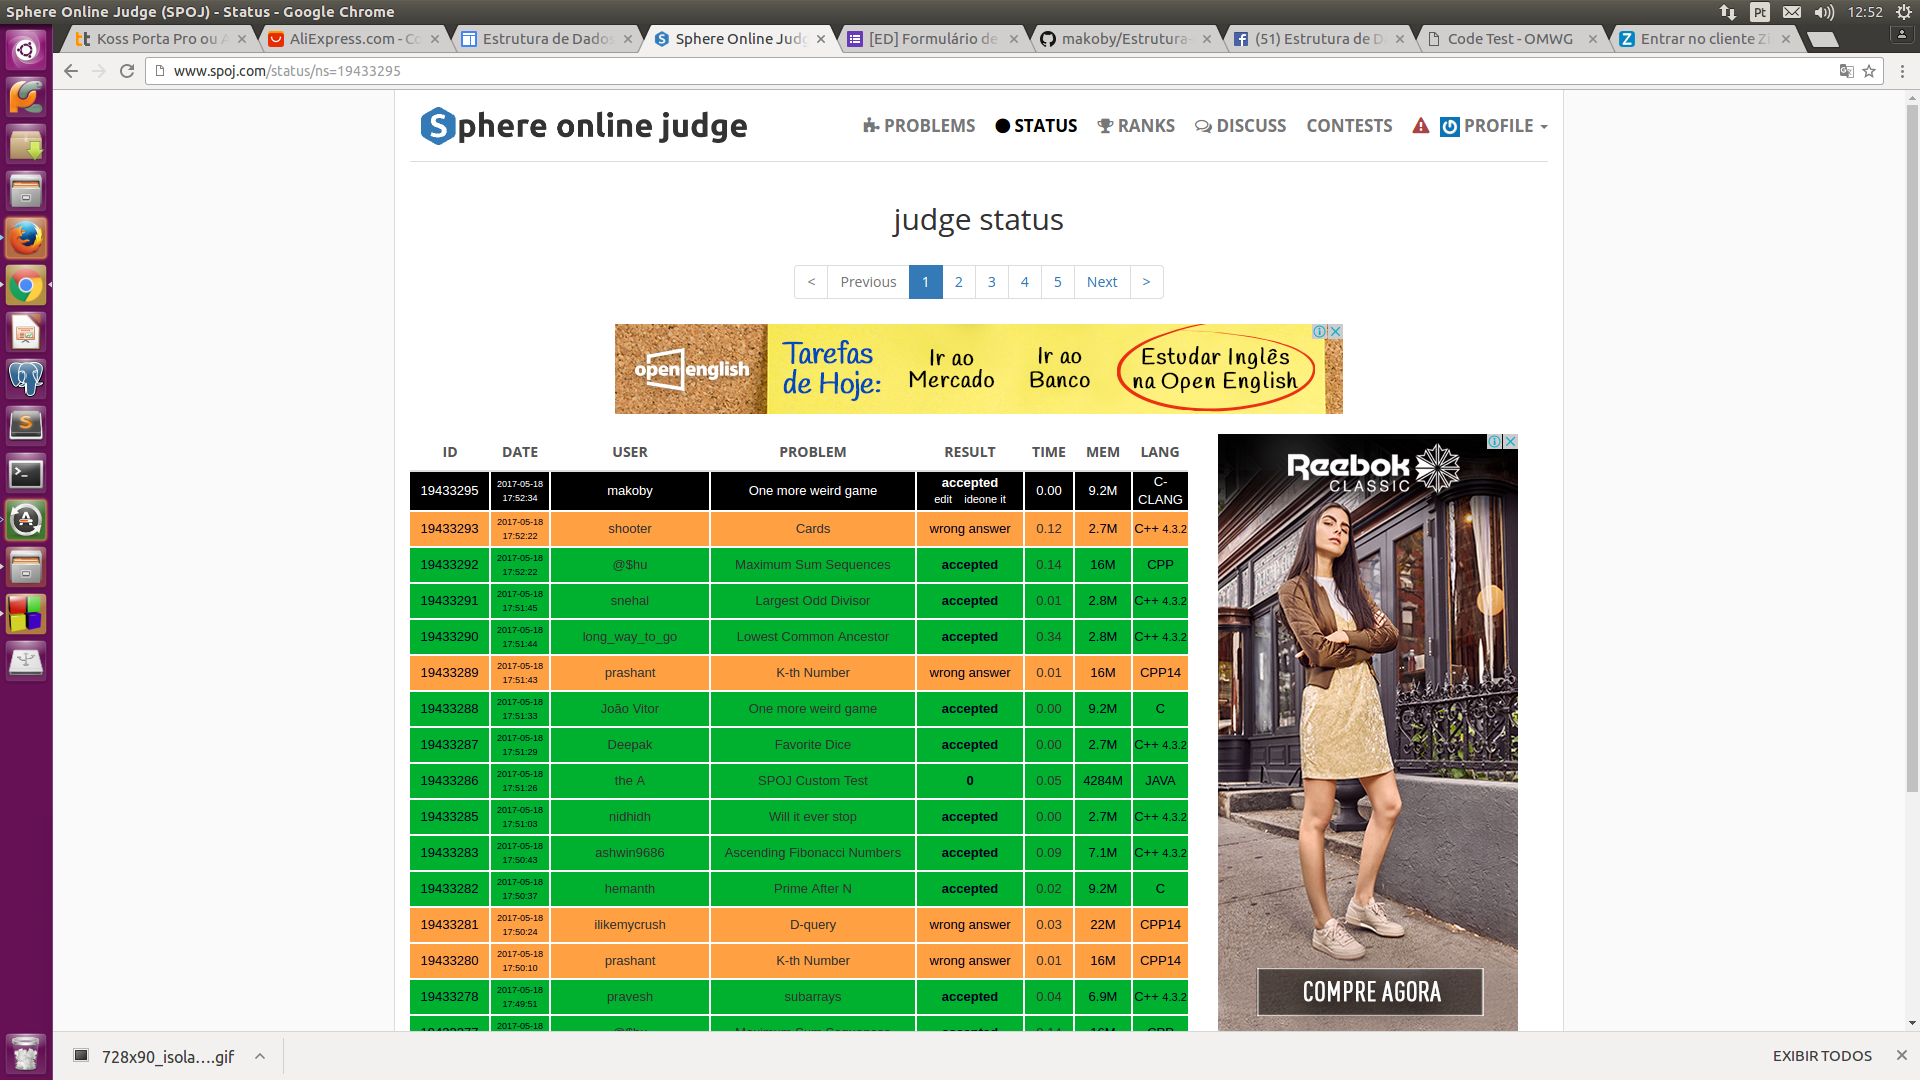 Sphere Online Judge (SPOJ) - Status - Google Chrome
Pt
12:52
Koss Porta Pro ou A
AliExpress.com - Co
Estrutura de Dados
Sphere Online Judg
[ED] Formulário de
makoby/Estrutura-
(51) Estrutura de D
Code Test - OMWG
Entrar no cliente Zi
www.spoj.com/status/ns=19433295
Sphere online judge
PROBLEMS
STATUS
RANKS
DISCUSS
CONTESTS
PROFILE
judge status
< Previous 1 2 3 4 5 Next >
open english
Tarefas de Hoje:
Ir ao Mercado
Ir ao Banco
Estudar Inglês na Open English
ID DATE USER PROBLEM RESULT TIME MEM LANG
19433295 2017-05-18 17:52:34 makoby One more weird game accepted edit ideone it 0.00 9.2M C-CLANG
19433293 2017-05-18 17:52:22 shooter Cards wrong answer 0.12 2.7M C++ 4.3.2
19433292 2017-05-18 17:52:22 @$hu Maximum Sum Sequences accepted 0.14 16M CPP
19433291 2017-05-18 17:51:45 snehal Largest Odd Divisor accepted 0.01 2.8M C++ 4.3.2
19433290 2017-05-18 17:51:44 long_way_to_go Lowest Common Ancestor accepted 0.34 2.8M C++ 4.3.2
19433289 2017-05-18 17:51:43 prashant K-th Number wrong answer 0.01 16M CPP14
19433288 2017-05-18 17:51:33 João Vitor One more weird game accepted 0.00 9.2M C
19433287 2017-05-18 17:51:29 Deepak Favorite Dice accepted 0.00 2.7M C++ 4.3.2
19433286 2017-05-18 17:51:26 the A SPOJ Custom Test 0 0.05 4284M JAVA
19433285 2017-05-18 17:51:03 nidhidh Will it ever stop accepted 0.00 2.7M C++ 4.3.2
19433283 2017-05-18 17:50:43 ashwin9686 Ascending Fibonacci Numbers accepted 0.09 7.1M C++ 4.3.2
19433282 2017-05-18 17:50:37 hemanth Prime After N accepted 0.02 9.2M C
19433281 2017-05-18 17:50:24 ilikemycrush D-query wrong answer 0.03 22M CPP14
19433280 2017-05-18 17:50:10 prashant K-th Number wrong answer 0.01 16M CPP14
19433278 2017-05-18 17:49:51 pravesh subarrays accepted 0.04 6.9M C++ 4.3.2
2017-05-18
Reebok
CLASSIC
COMPRE AGORA
728x90_isola....gif
EXIBIR TODOS